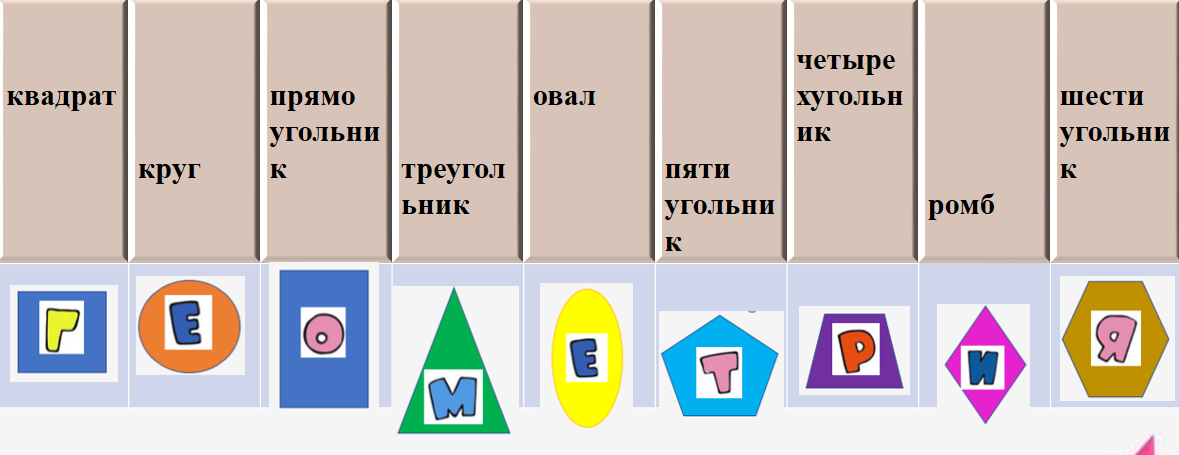 квадрат
круг
прямо
угольни
к
треугол
ьник
овал
пяти
угольни
к
четыре
хугольн
ик
ромб
шести
угольни
к
Г
Е
О
М
Е
Т
Р
И
Я